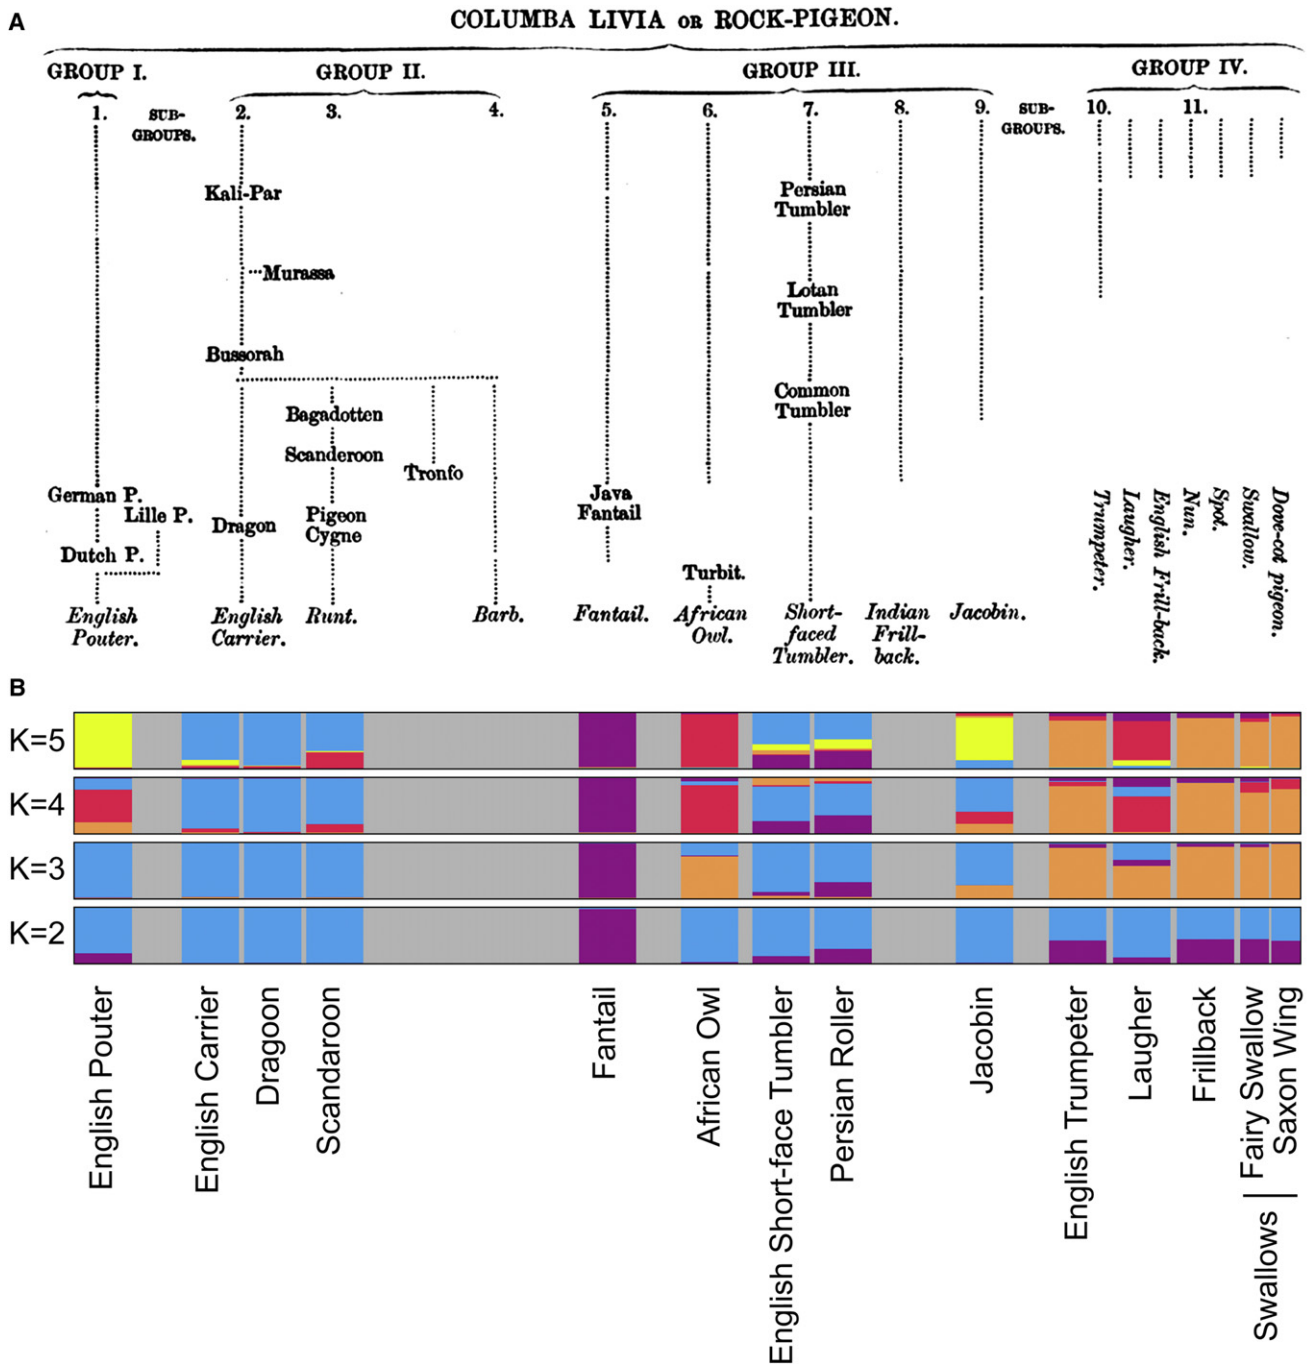 A
COLUMBA LIVIA OR ROCK-PIGEON.
GROUP I. GROUP II. GROUP III. GROUP IV.
1. SUB- 2. 3. 4. 5. 6. 7. 8. 9. SUB- 10. 11.
GROUPS. GROUPS.
Kali-Par
Persian
Tumbler
Murassa
Lotan
Tumbler
Bussorah
Common
Tumbler
Bagadotten
Scanderoon
Tronfo
German P.
Lille P.
Dutch P.
Dragon
Pigeon
Cygne
Java
Fantail
Turbit.
English
Pouter.
English
Carrier.
Runt.
Barb.
Fantail.
African
Owl.
Short-
faced
Tumbler.
Indian
Frill-
back.
Jacobin.
Trumpeter.
Laugher.
English Frill-back.
Nun.
Spot.
Swallow.
Dove-cot pigeon.
B
K=5
K=4
K=3
K=2
English Pouter
English Carrier
Dragoon
Scandaroon
Fantail
African Owl
English Short-face Tumbler
Persian Roller
Jacobin
English Trumpeter
Laugher
Frillback
Fairy Swallow
Saxon Wing
Swallows